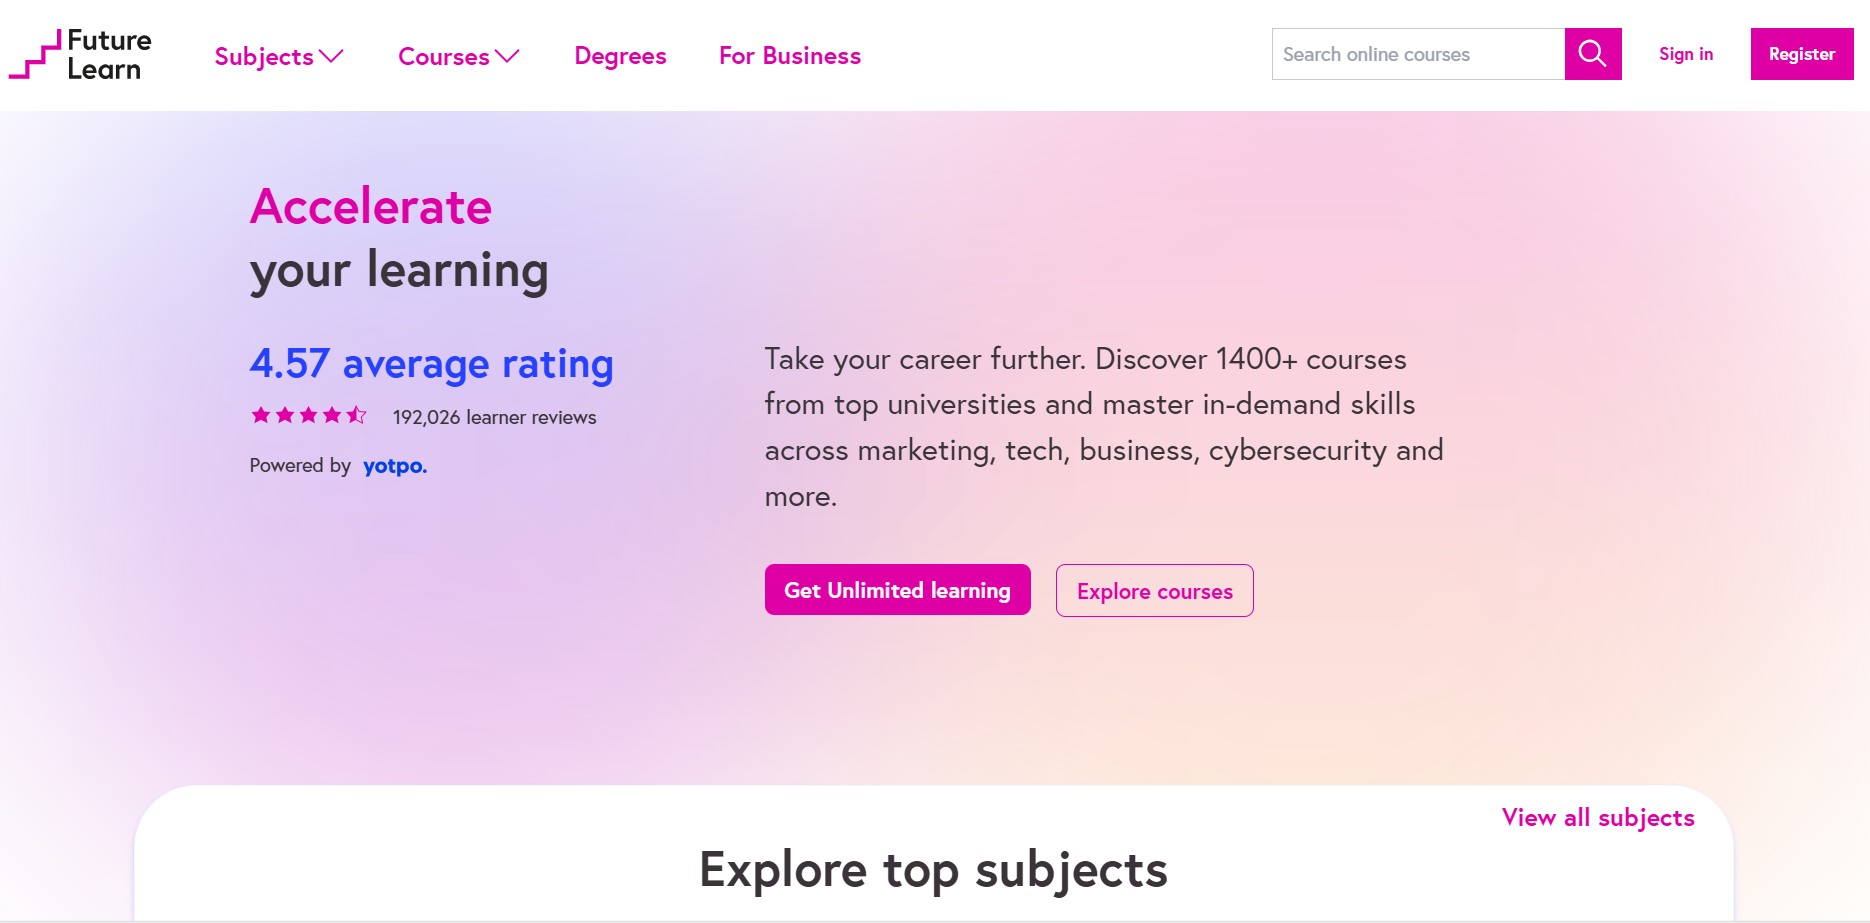 Future
Learn
Subjects
Courses
Degrees
For Business
Search online courses
Sign in
Register
Accelerate
your learning
4.57 average rating
192,026 learner reviews
Powered by yotpo.
Take your career further. Discover 1400+ courses
from top universities and master in-demand skills
across marketing, tech, business, cybersecurity and
more.
Get Unlimited learning
Explore courses
View all subjects
Explore top subjects